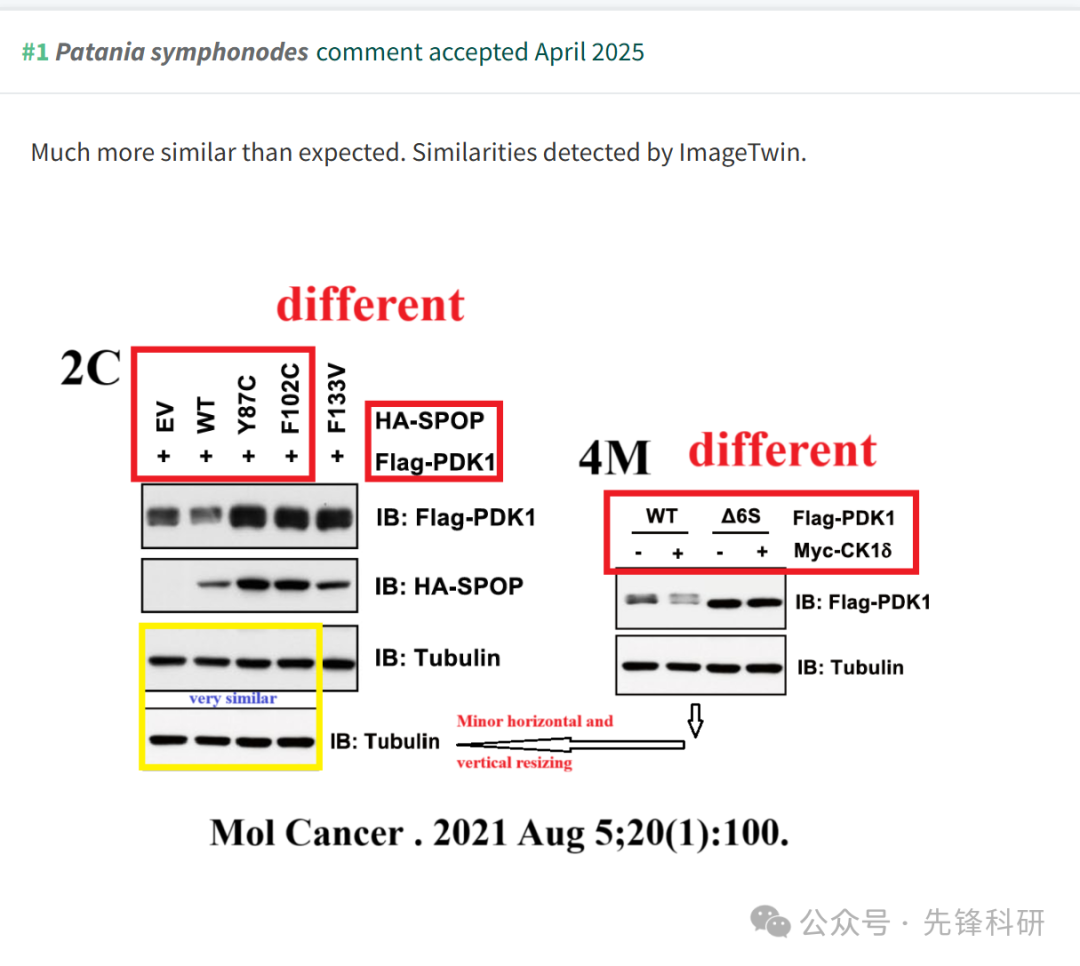 #1 Patania symphonodes comment accepted April 2025
Much more similar than expected. Similarities detected by ImageTwin.
different
2C
EV WT Y87C F102C F133V HA-SPOP
+ + + + + Flag-PDK1
IB: Flag-PDK1
IB: HA-SPOP
IB: Tubulin
very similar
IB: Tubulin
Minor horizontal and
vertical resizing
4M different
WT Δ6S Flag-PDK1
- + - + Myc-CK1δ
IB: Flag-PDK1
IB: Tubulin
Mol Cancer . 2021 Aug 5;20(1):100.
公众号 · 先锋科研